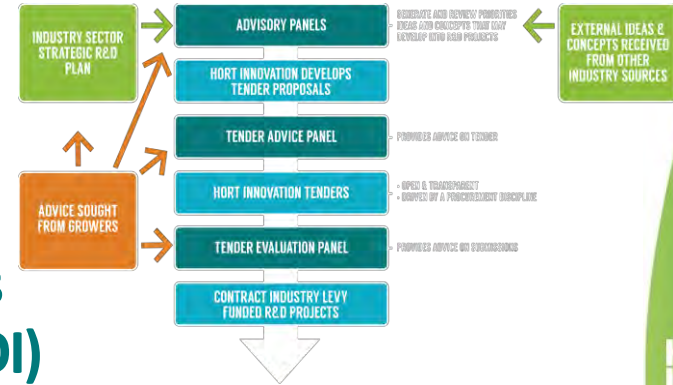 INDUSTRY SECTOR
STRATEGIC R&D
PLAN
ADVISORY PANELS
GENERATE AND REVIEW PRIORITIES
IDEAS AND CONCEPTS THAT MAY
DEVELOP INTO R&D PROJECTS
EXTERNAL IDEAS &
CONCEPTS RECEIVED
FROM OTHER
INDUSTRY SOURCES
HORT INNOVATION DEVELOPS
TENDER PROPOSALS
TENDER ADVICE PANEL
- PROVIDES ADVICE ON TENDER
ADVICE SOUGHT
FROM GROWERS
HORT INNOVATION TENDERS
- OPEN & TRANSPARENT
- DRIVEN BY A PROCUREMENT DISCIPLINE
TENDER EVALUATION PANEL
- PROVIDES ADVICE ON SUBMISSIONS
CONTRACT INDUSTRY LEVY
FUNDED R&D PROJECTS